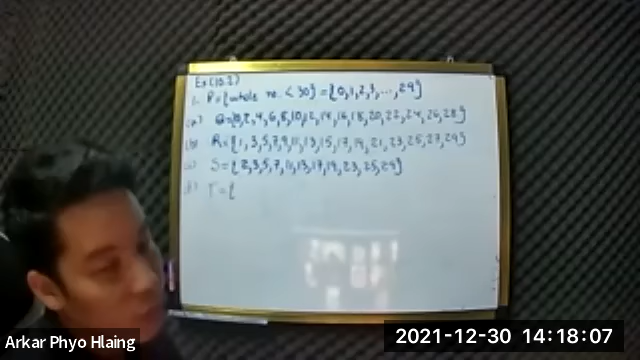 Ex(10.2)
1. P={whole no. < 30} = {0,1,2,3,...,29}
(a) Q={0,2,4,6,8,10,12,14,16,18,20,22,24,26,28}
(b) R={1,3,5,7,9,11,13,15,17,19,21,23,25,27,29}
(c) S={2,3,5,7,11,13,17,19,23,25,29}
T={
Arkar Phyo Hlaing
2021-12-30 14:18:07